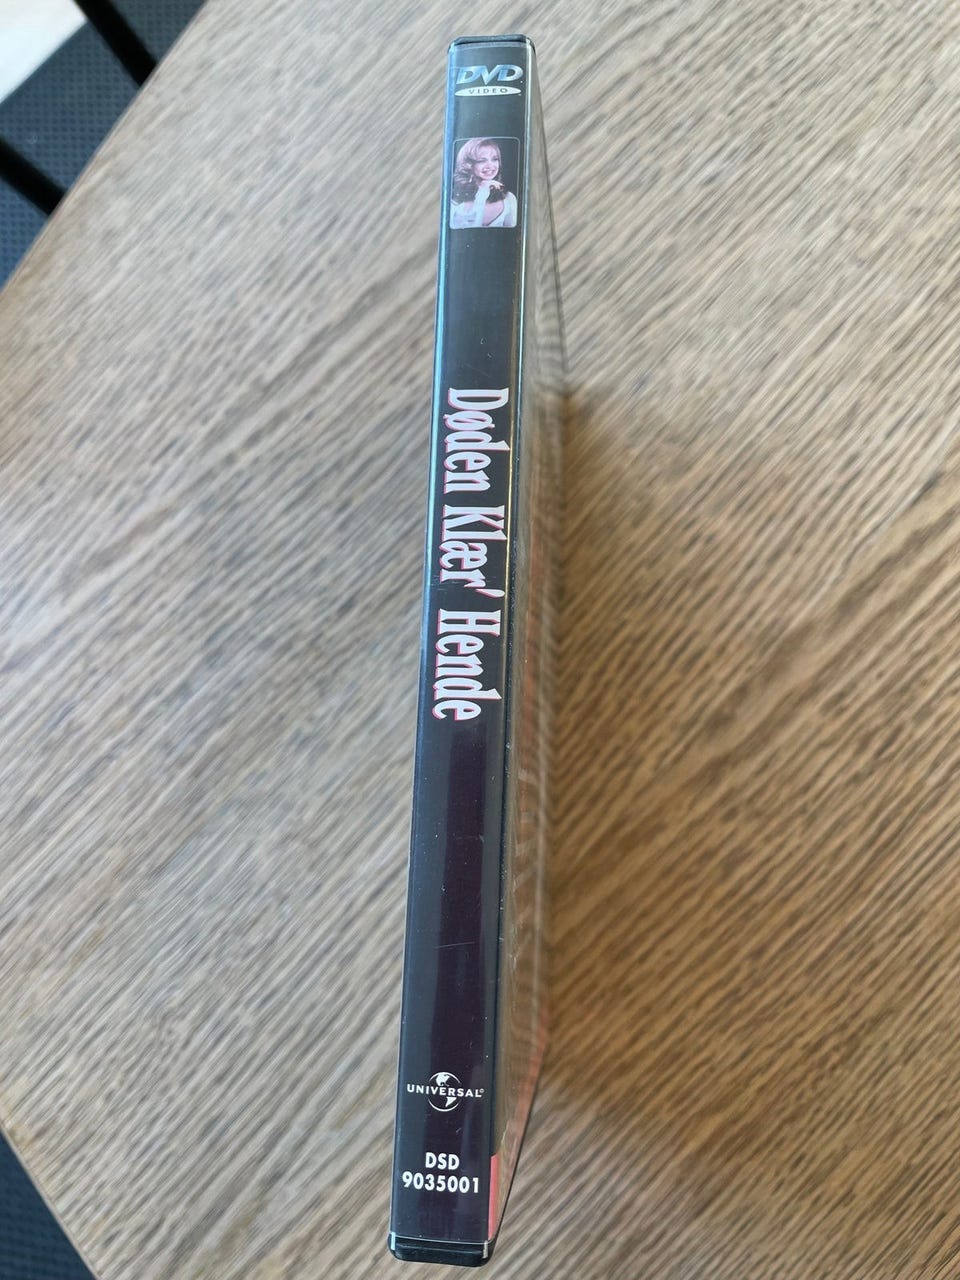 DVD
VIDEO
Døden Klær' Hende
UNIVERSAL
DSD
9035001